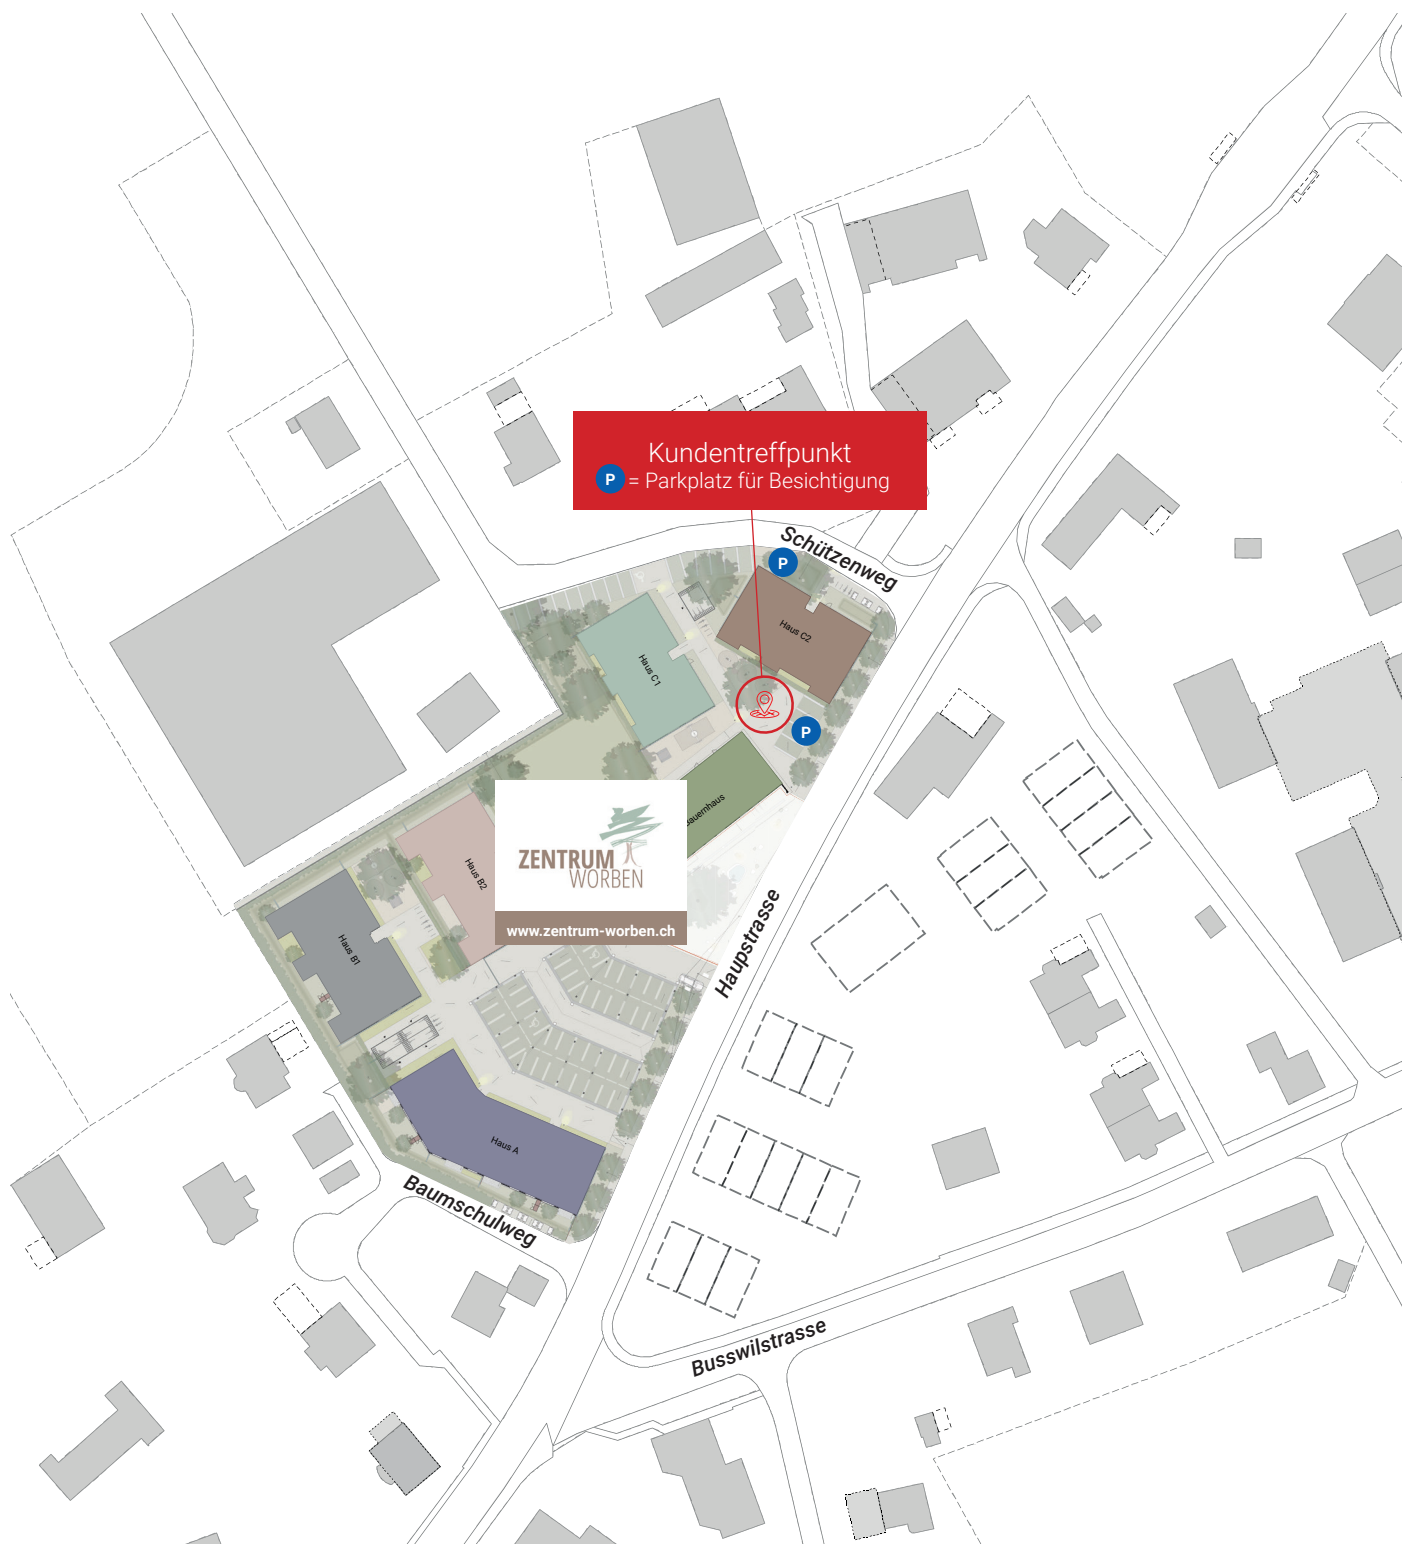 Kundentreffpunkt
P = Parkplatz für Besichtigung
Schützenweg
P
Haus C2
Haus C1
P
Bauernhaus
ZENTRUM
WORBEN
www.zentrum-worben.ch
Haus B2
Haus B1
Haupstrasse
Haus A
Baumschulweg
Busswilstrasse